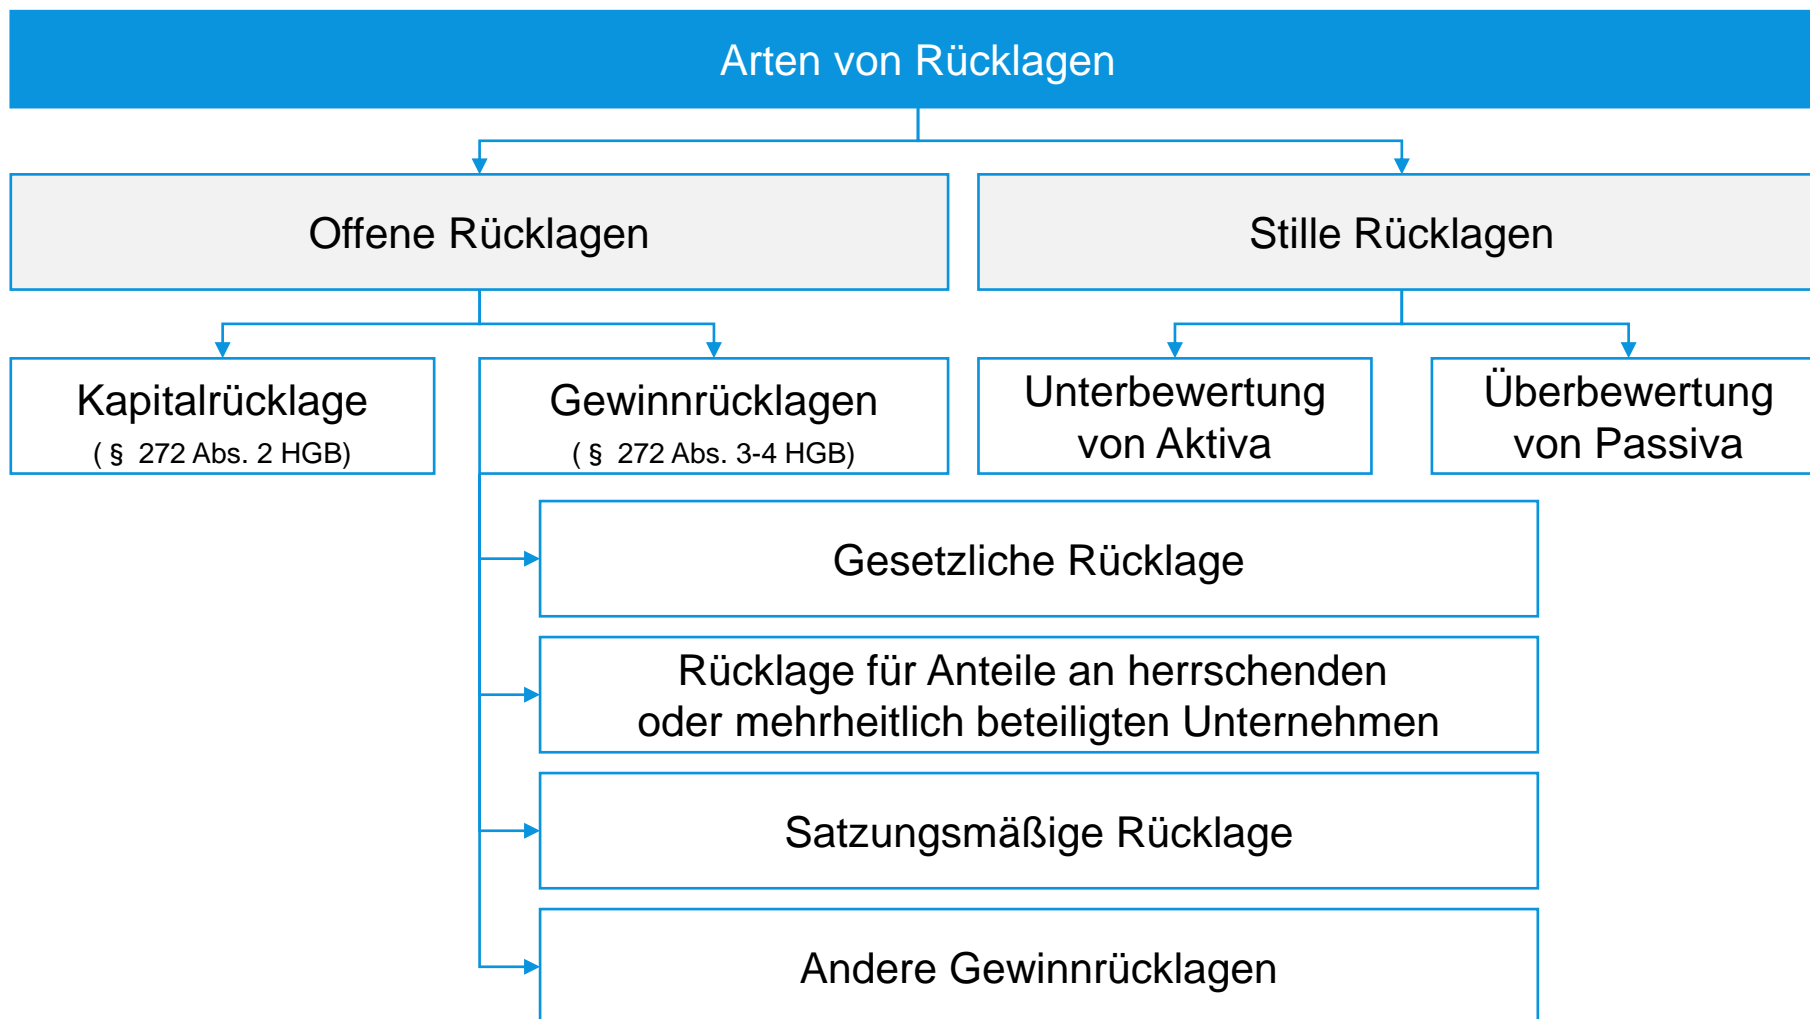 Arten von Rücklagen
Offene Rücklagen
Stille Rücklagen
Kapitalrücklage
( § 272 Abs. 2 HGB)
Gewinnrücklagen
( § 272 Abs. 3-4 HGB)
Unterbewertung
von Aktiva
Überbewertung
von Passiva
Gesetzliche Rücklage
Rücklage für Anteile an herrschenden
oder mehrheitlich beteiligten Unternehmen
Satzungsmäßige Rücklage
Andere Gewinnrücklagen